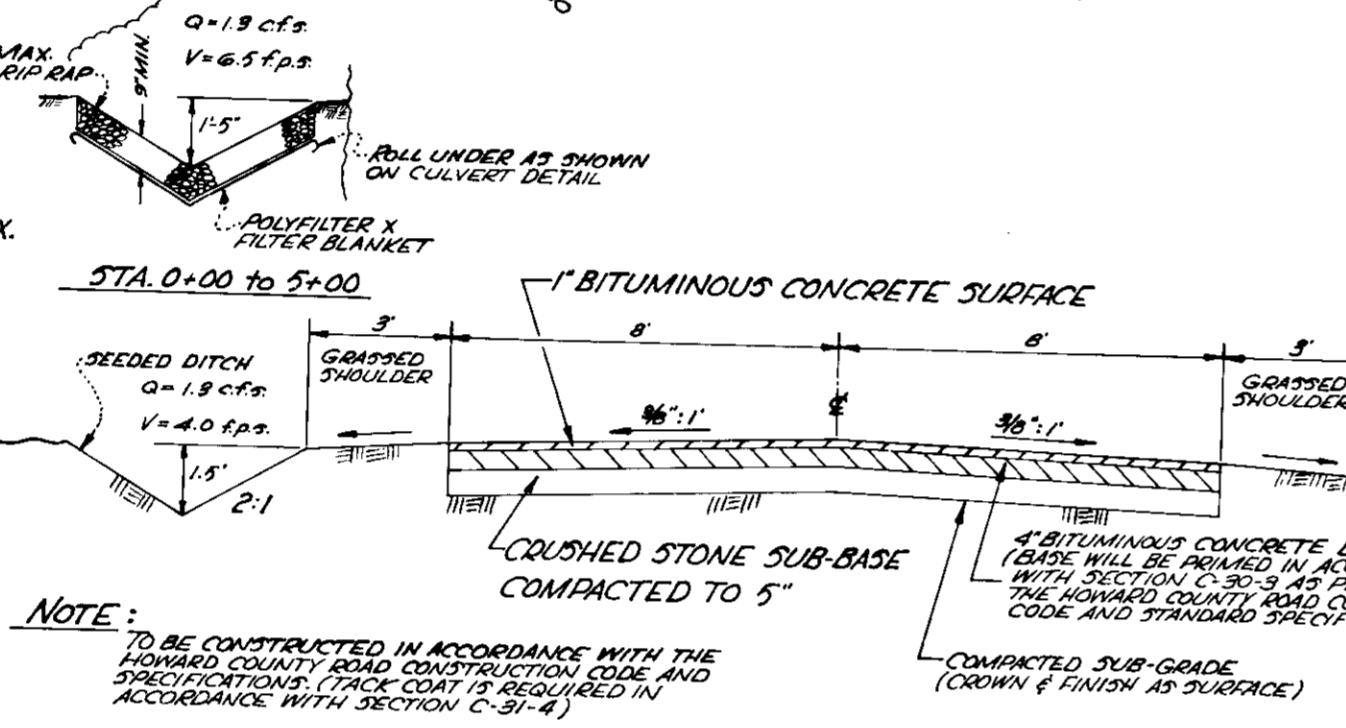 Q=1.9 c.f.s.
V=6.5 f.p.s.
MAX.
RIP RAP
9" MIN.
1'-5"
ROLL UNDER AS SHOWN
ON CULVERT DETAIL
POLYFILTER X
FILTER BLANKET
X.
STA. 0+00 to 5+00
1" BITUMINOUS CONCRETE SURFACE
3'
8'
8'
3'
SEEDED DITCH
Q=1.9 c.f.s.
V=4.0 f.p.s.
GRASSED
SHOULDER
GRASSED
SHOULDER
3/8":1'
℄
3/8":1'
1.5'
2:1
CRUSHED STONE SUB-BASE
COMPACTED TO 5"
4" BITUMINOUS CONCRETE
(BASE WILL BE PRIMED IN
WITH SECTION C-30-3 AS
THE HOWARD COUNTY ROAD
CODE AND STANDARD
NOTE:
TO BE CONSTRUCTED IN ACCORDANCE WITH THE
HOWARD COUNTY ROAD CONSTRUCTION CODE AND
SPECIFICATIONS. (TACK COAT IS REQUIRED IN
ACCORDANCE WITH SECTION C-31-4)
COMPACTED SUB-GRADE
(CROWN & FINISH AS SURFACE)